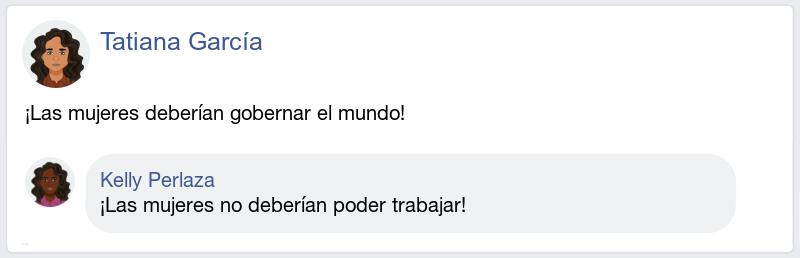 Tatiana García
¡Las mujeres deberían gobernar el mundo!
Kelly Perlaza
¡Las mujeres no deberían poder trabajar!